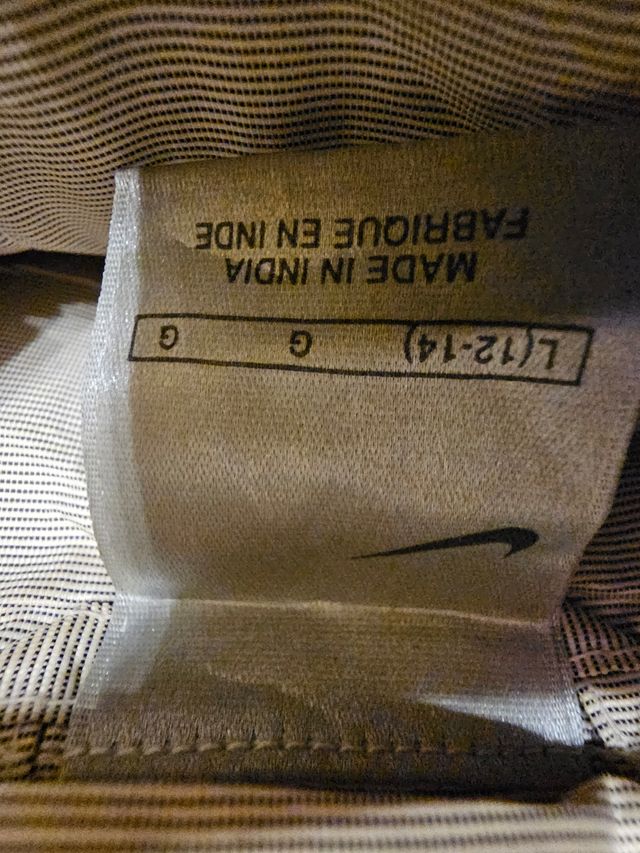 L(12-14) G G
MADE IN INDIA
FABRIQUE EN INDE